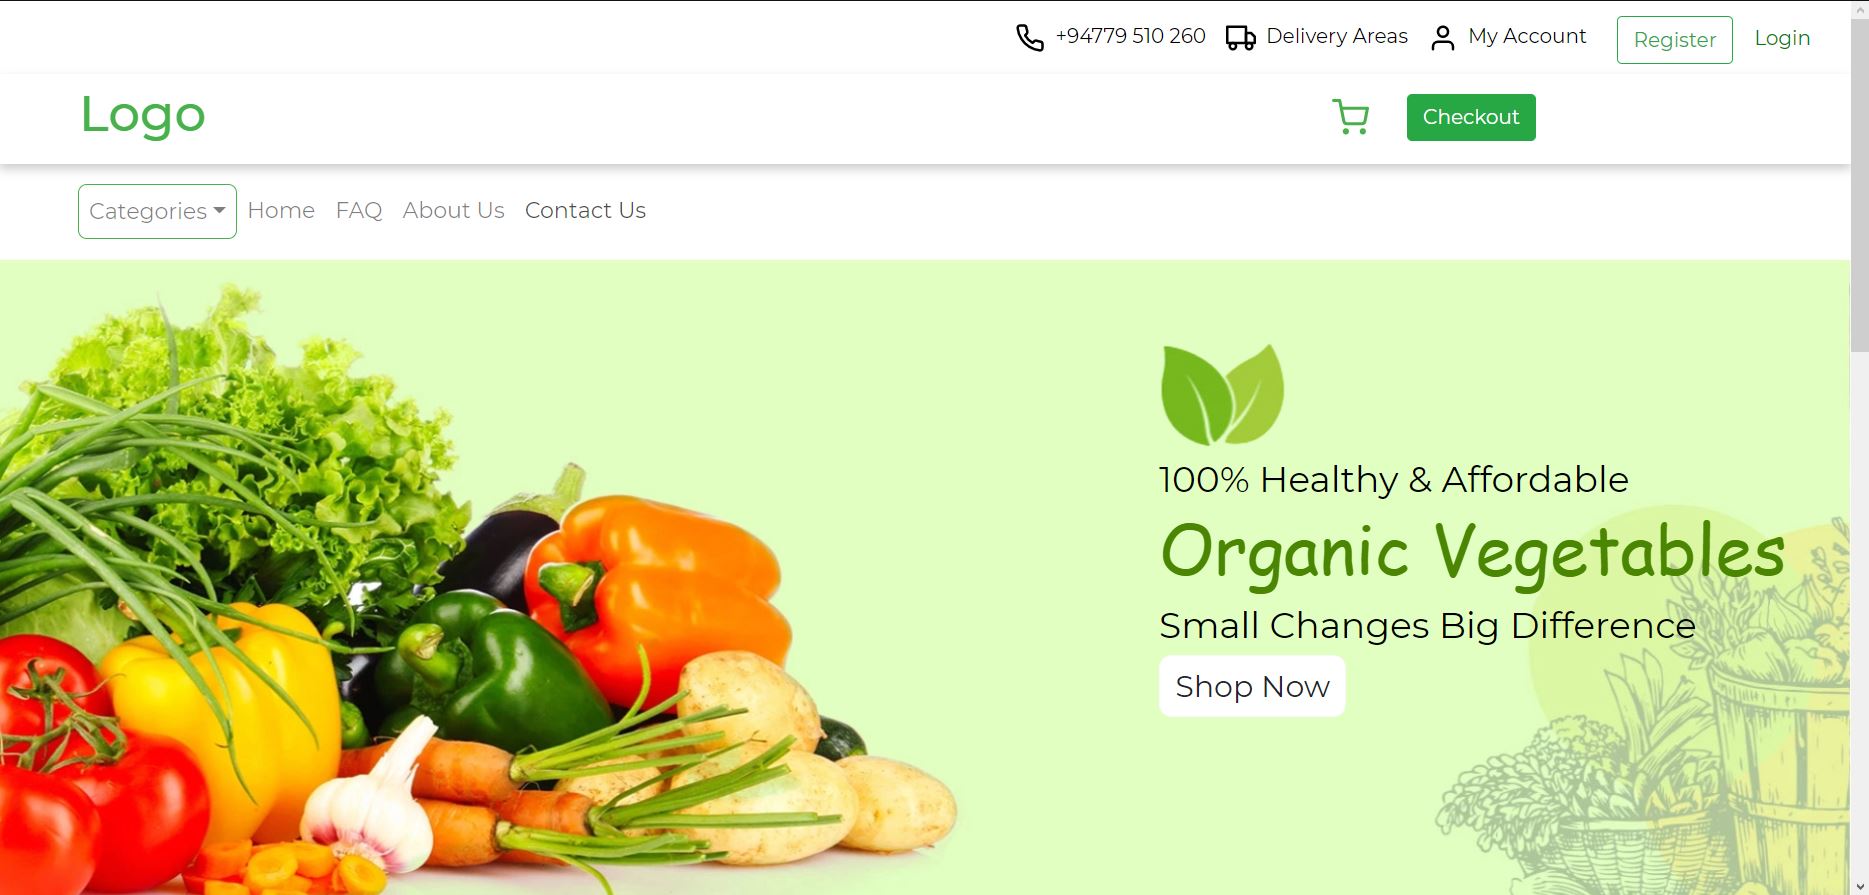 +94779 510 260 Delivery Areas My Account Register Login
Logo Checkout
Categories Home FAQ About Us Contact Us
100% Healthy & Affordable
Organic Vegetables
Small Changes Big Difference
Shop Now